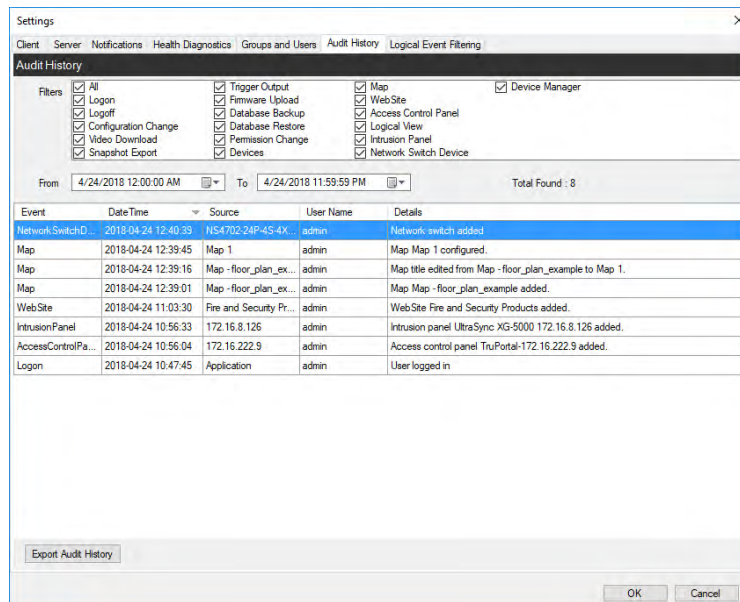 Settings
Client Server Notifications Health Diagnostics Groups and Users Audit History Logical Event Filtering
Audit History
Filters All Trigger Output Map Device Manager
Logon Firmware Upload WebSite
Logoff Database Backup Access Control Panel
Configuration Change Database Restore Logical View
Video Download Permission Change Intrusion Panel
Snapshot Export Devices Network Switch Device
From 4/24/2018 12:00:00 AM To 4/24/2018 11:59:59 PM Total Found : 8
Event DateTime Source User Name Details
NetworkSwitchD... 2018-04-24 12:40:39 NS4702-24P-4S-4X... admin Network switch added
Map 2018-04-24 12:39:45 Map 1 admin Map Map 1 configured.
Map 2018-04-24 12:39:16 Map -floor_plan_ex... admin Map title edited from Map -floor_plan_example to Map 1.
Map 2018-04-24 12:39:01 Map -floor_plan_ex... admin Map Map -floor_plan_example added.
WebSite 2018-04-24 11:03:30 Fire and Security Pr... admin WebSite Fire and Security Products added.
IntrusionPanel 2018-04-24 10:56:33 172.16.8.126 admin Intrusion panel UltraSync XG-5000 172.16.8.126 added.
AccessControlPa... 2018-04-24 10:56:04 172.16.222.9 admin Access control panel TruPortal-172.16.222.9 added.
Logon 2018-04-24 10:47:45 Application admin User logged in
Export Audit History
OK Cancel